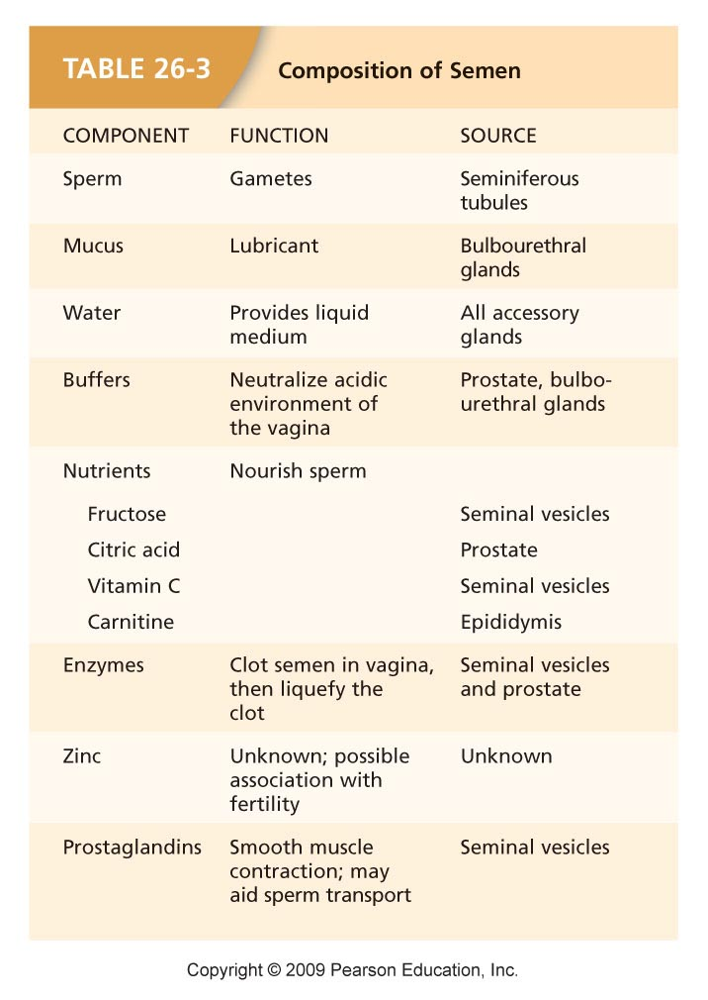 TABLE 26-3 Composition of Semen
COMPONENT FUNCTION SOURCE
Sperm Gametes Seminiferous
tubules
Mucus Lubricant Bulbourethral
glands
Water Provides liquid All accessory
medium glands
Buffers Neutralize acidic Prostate, bulbo-
environment of urethral glands
the vagina
Nutrients Nourish sperm
Fructose Seminal vesicles
Citric acid Prostate
Vitamin C Seminal vesicles
Carnitine Epididymis
Enzymes Clot semen in vagina, Seminal vesicles
then liquefy the and prostate
clot
Zinc Unknown; possible Unknown
association with
fertility
Prostaglandins Smooth muscle Seminal vesicles
contraction; may
aid sperm transport
Copyright © 2009 Pearson Education, Inc.